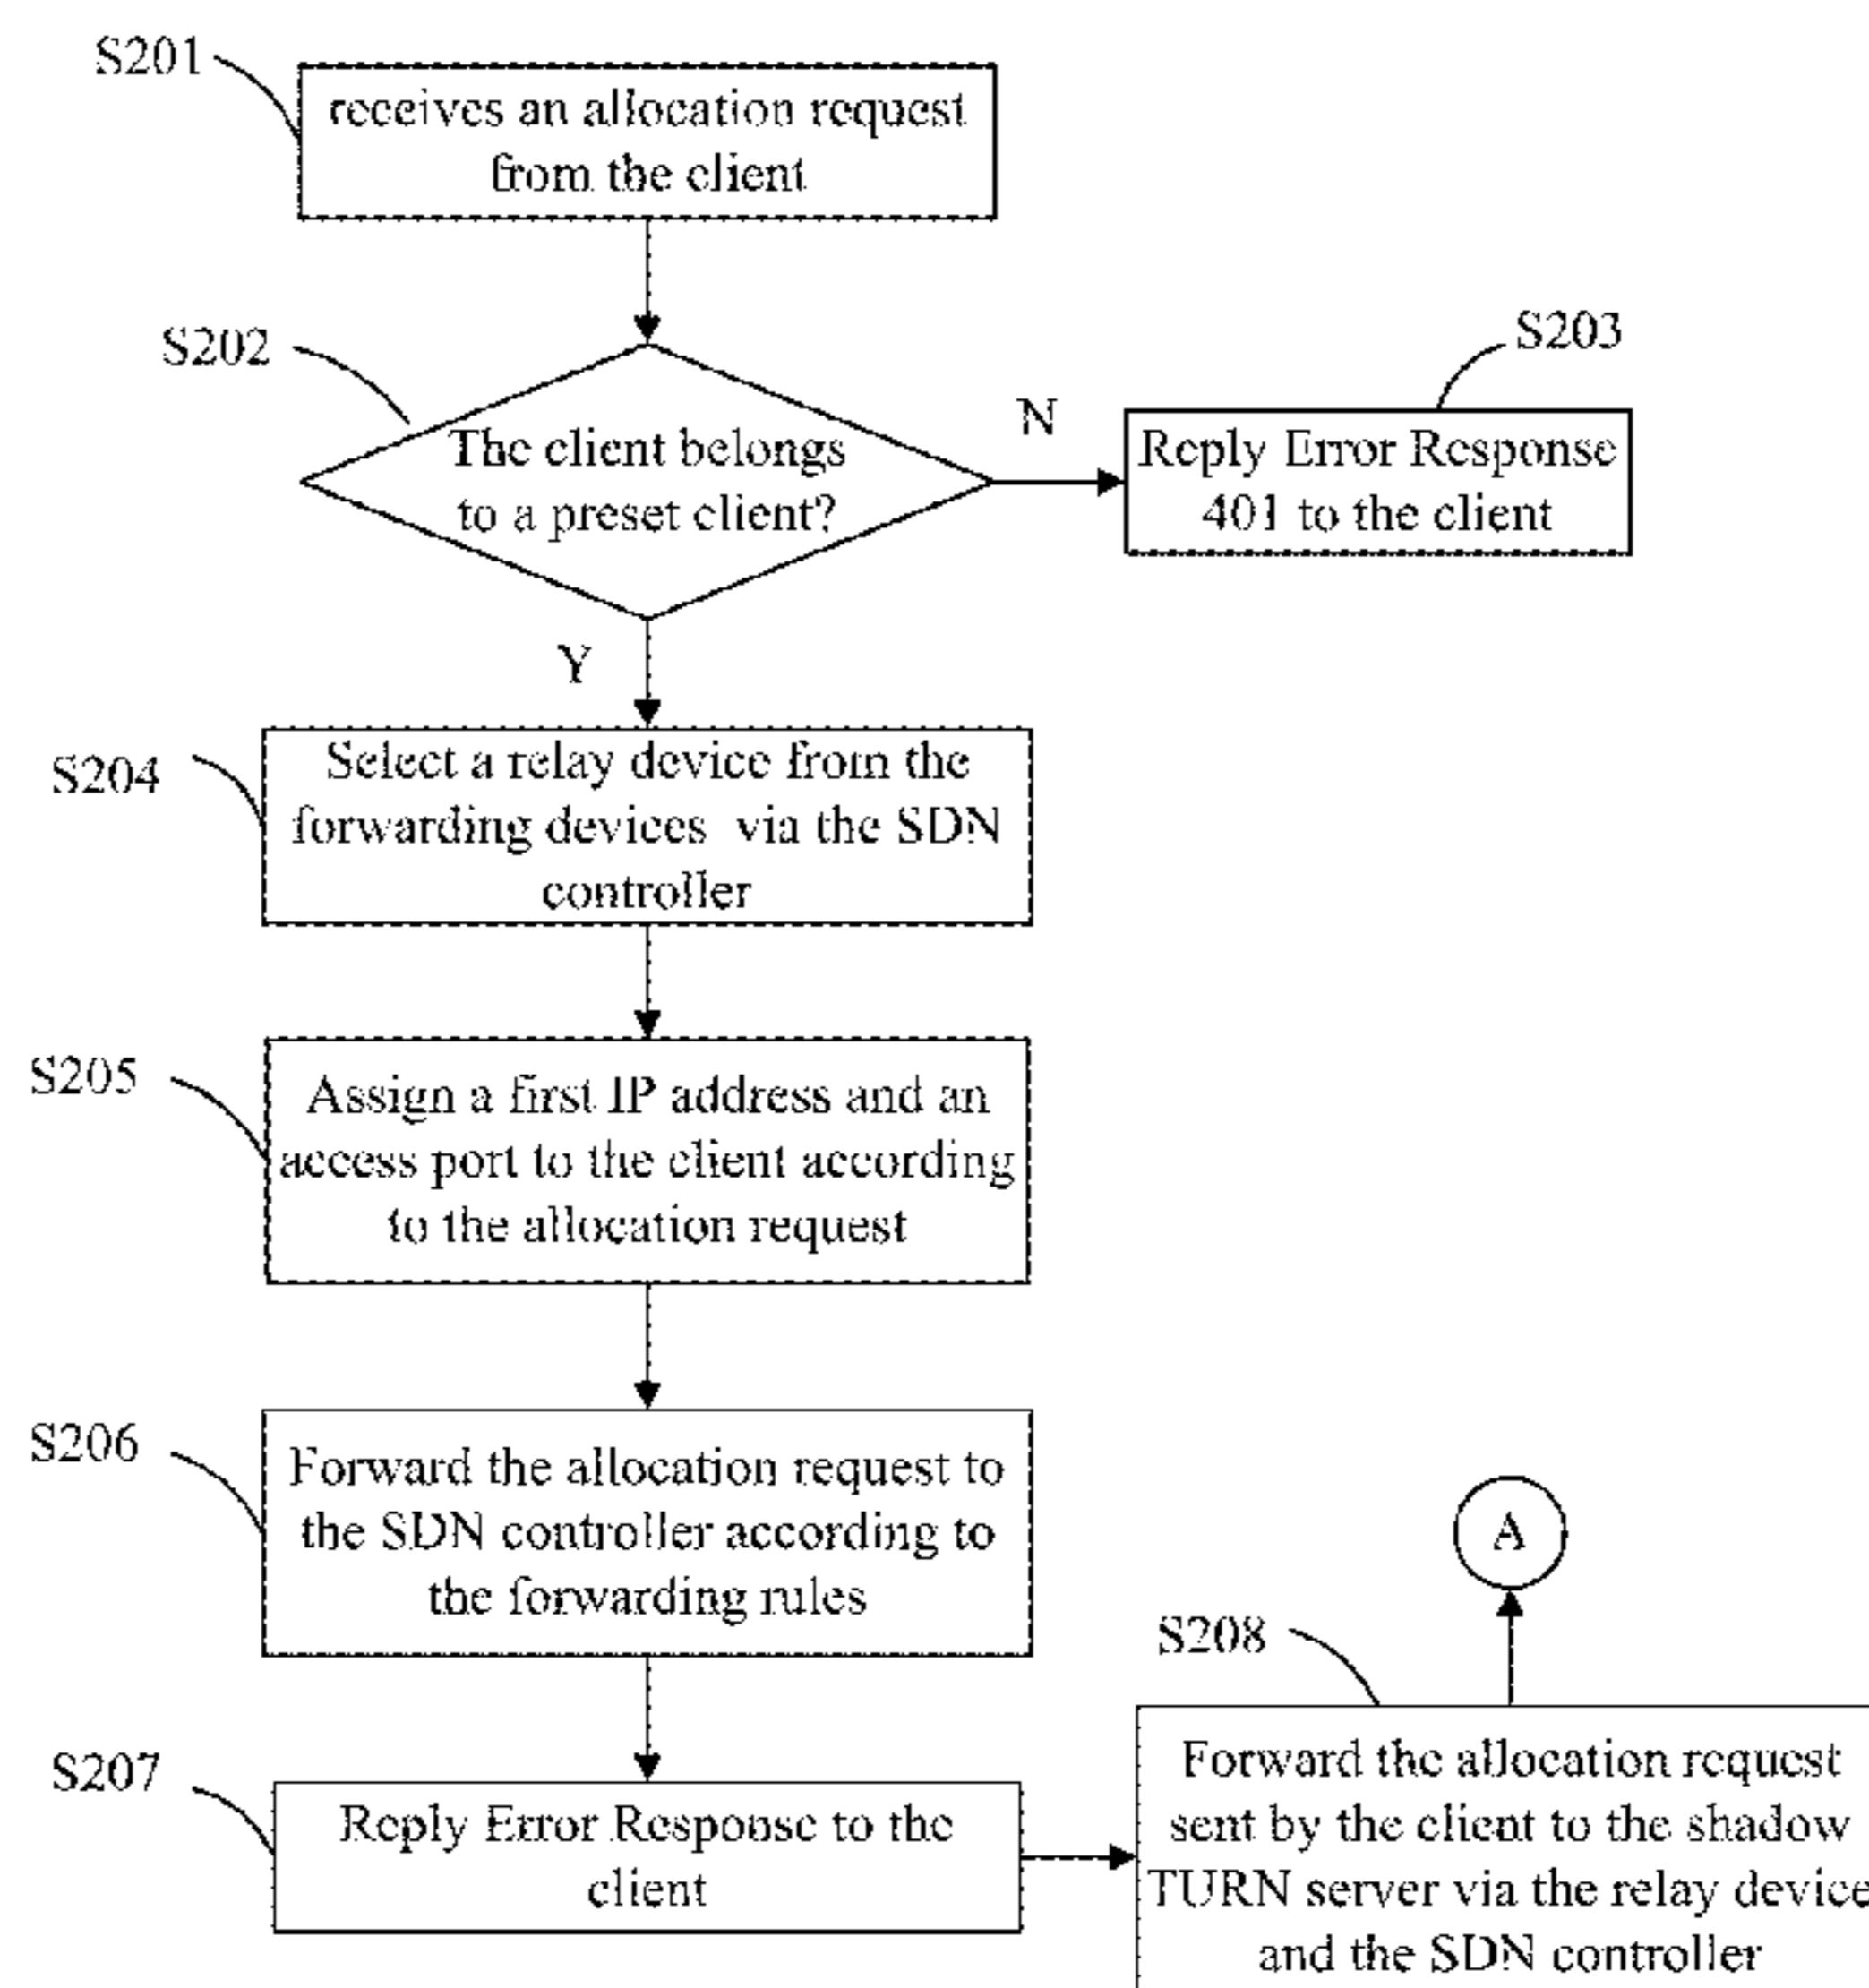 S201
receives an allocation request
from the client
S202
The client belongs
to a preset client?
N
S203
Reply Error Response
401 to the client
Y
S204
Select a relay device from the
forwarding devices via the SDN
controller
S205
Assign a first IP address and an
access port to the client according
to the allocation request
S206
Forward the allocation request to
the SDN controller according to
the forwarding rules
S207
Reply Error Response to the
client
S208
Forward the allocation request
sent by the client to the shadow
TURN server via the relay device
and the SDN controller
A